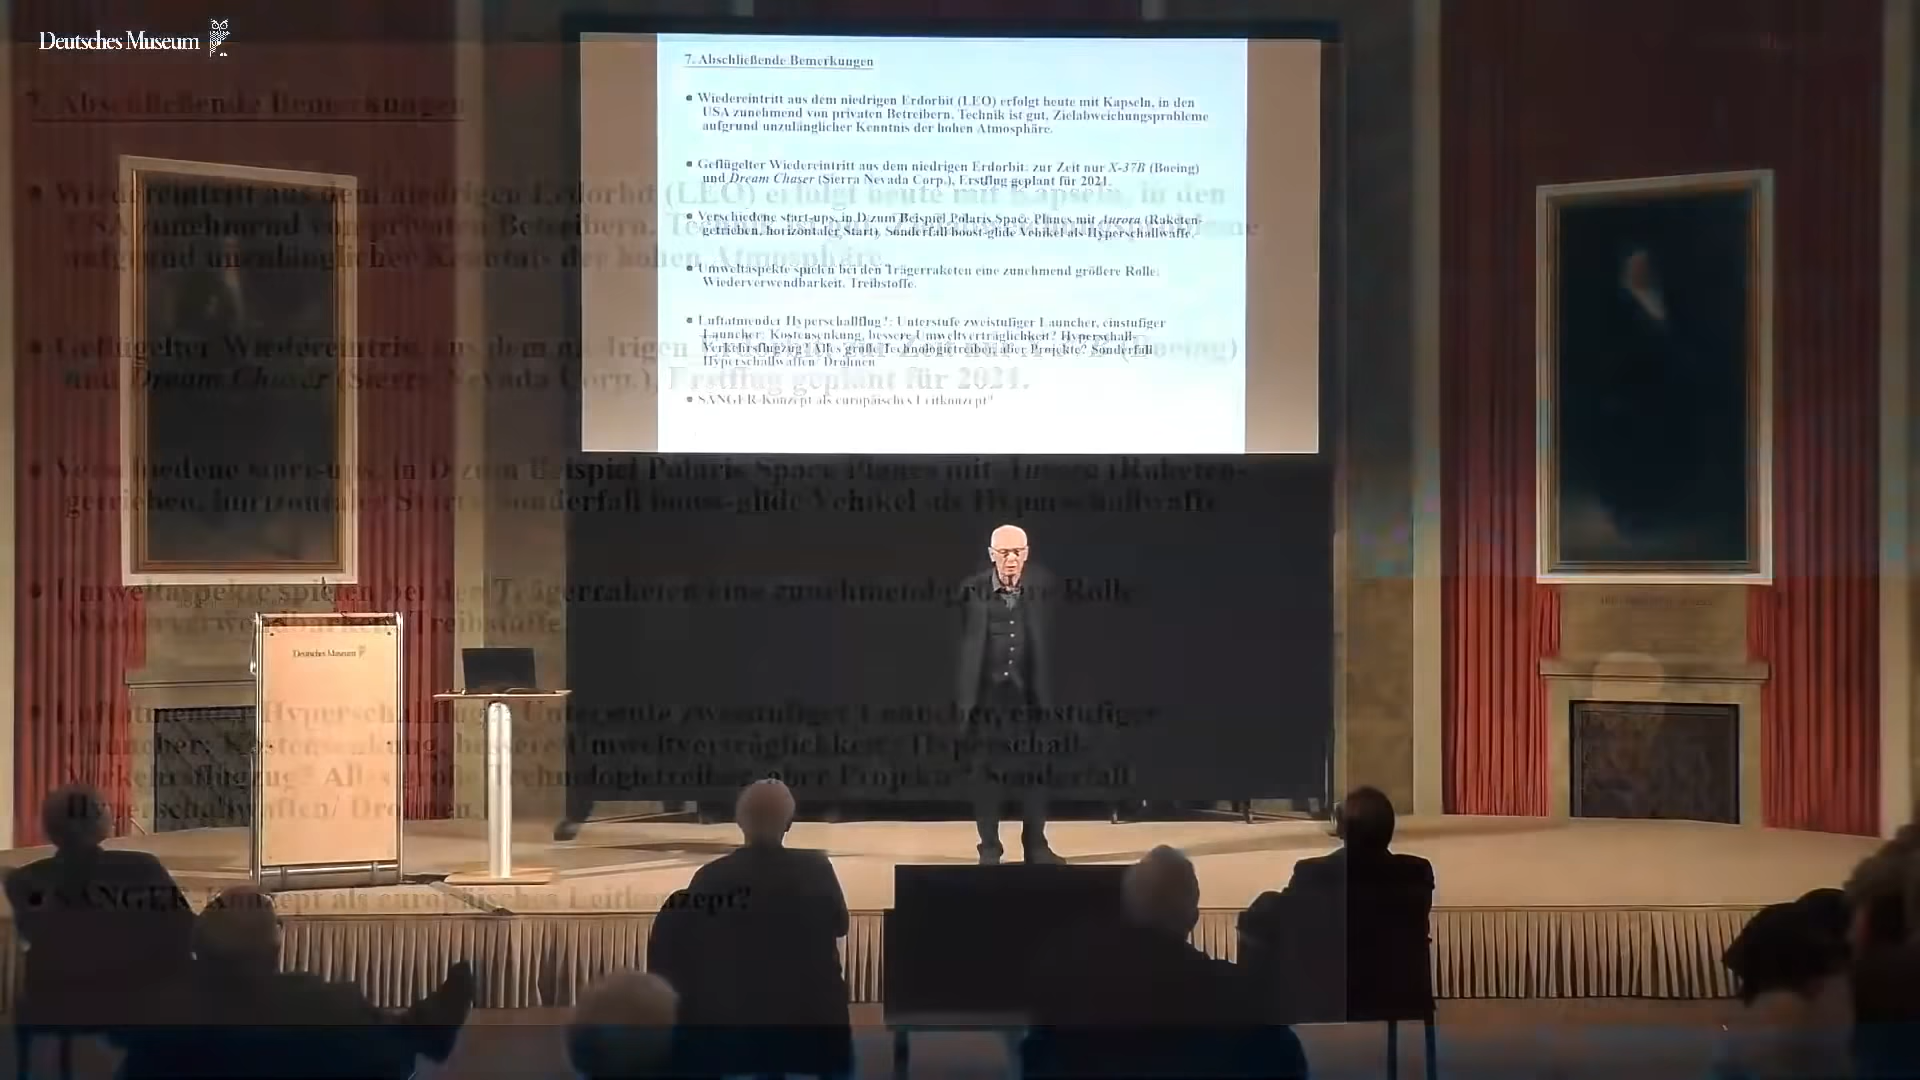 Deutsches Museum
7. Abschließende Bemerkungen
• Wiedereintritt aus dem niedrigen Erdorbit (LEO) erfolgt heute mit Kapseln, in den
USA zunehmend von privaten Betreibern. Technik ist gut, Zielabweichungsprobleme
aufgrund unzulänglicher Kenntnis der hohen Atmosphäre.
• Geflügelter Wiedereintritt aus dem niedrigen Erdorbit: zur Zeit nur X-37B (Boeing)
und Dream Chaser (Sierra Nevada Corp.), Erstflug geplant für 2021.
• Verschiedene start-ups, in D zum Beispiel Polaris Space Planes mit Aurora (Raketen-
getrieben, horizontaler Start). Sonderfall boost-glide Vehikel als Hyperschallwaffe.
• Umweltaspekte spielen bei den Trägerraketen eine zunehmend größere Rolle:
Wiederverwendbarkeit. Treibstoffe.
• Luftatmender Hyperschallflug?: Unterstufe zweistufiger Launcher, einstufiger
Launcher: Kostensenkung, bessere Umweltverträglichkeit? Hyperschall-
Verkehrsflugzug? Alles große Technologietreiber, aber Projekte? Sonderfall
Hyperschallwaffen/ Drohnen.
• SÄNGER-Konzept als europäisches Leitkonzept?
Deutsches Museum